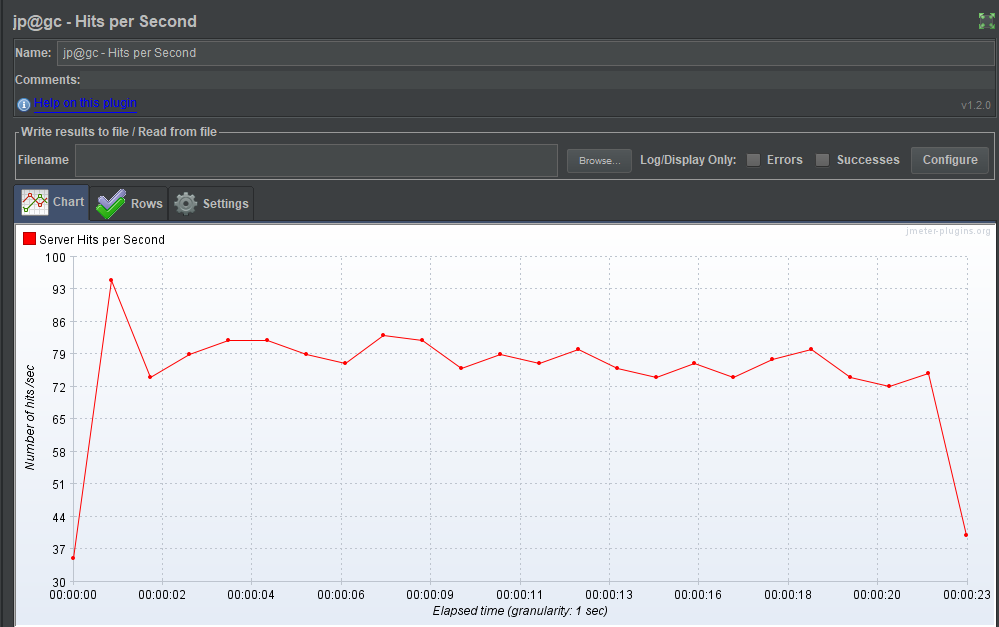 jp@gc - Hits per Second
Name: jp@gc - Hits per Second
Comments:
Help on this plugin
v1.2.0
Write results to file / Read from file
Filename Browse... Log/Display Only: Errors Successes Configure
Chart Rows Settings
jmeter-plugins.org
Server Hits per Second
100
93
86
79
72
65
58
51
44
37
30
Number of hits /sec
00:00:00 00:00:02 00:00:04 00:00:06 00:00:09 00:00:11 00:00:13 00:00:16 00:00:18 00:00:20 00:00:23
Elapsed time (granularity: 1 sec)